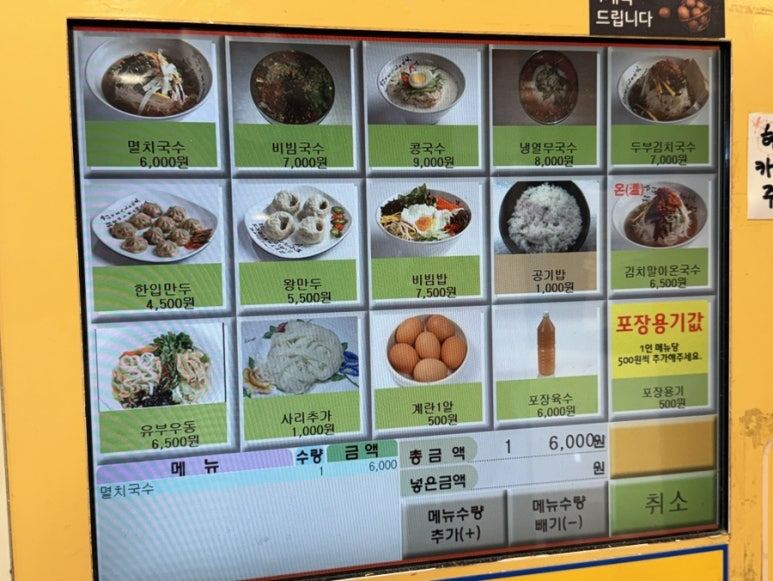 드립니다
멸치국수
6,000원
비빔국수
7,000원
콩국수
9,000원
냉열무국수
8,000원
두부김치국수
7,000원
한입만두
4,500원
왕만두
5,500원
비빔밥
7,500원
공기밥
1,000원
온(溫)
김치말이온국수
6,500원
유부우동
6,500원
사리추가
1,000원
계란1알
500원
포장육수
6,000원
포장용기값
1인 메뉴당
500원씩 추가해주세요.
포장용기
500원
메 뉴 수량 금 액
멸치국수 1 6,000
총 금 액 1 6,000원
넣은금액 원
메뉴수량
추가(+)
메뉴수량
빼기(-)
취소